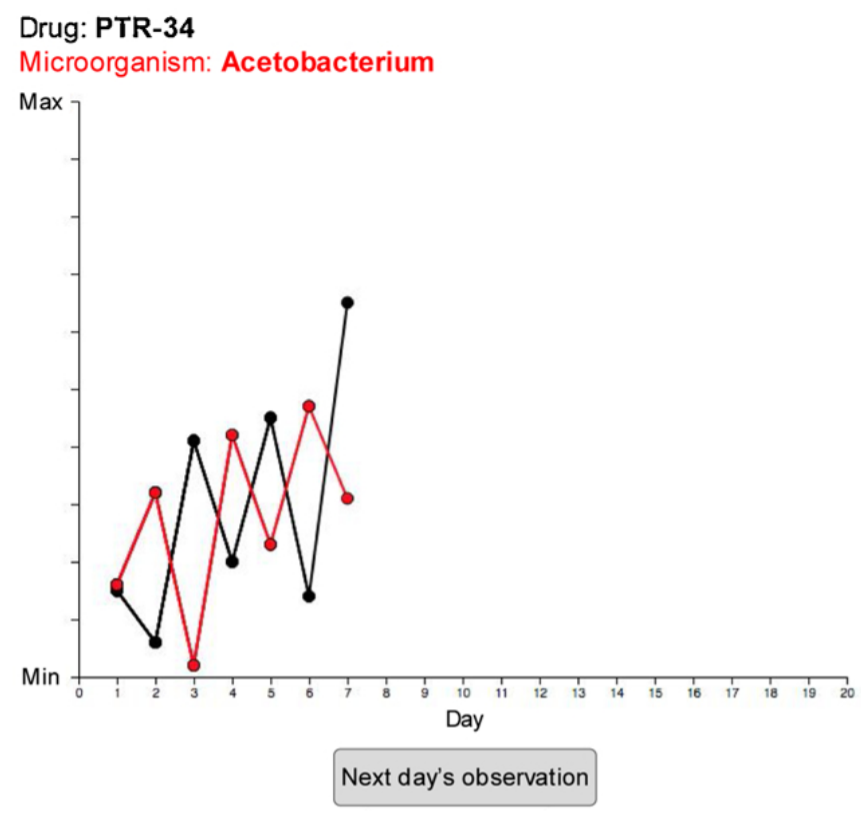 Drug: PTR-34
Microorganism: Acetobacterium
Max
Min
0 1 2 3 4 5 6 7 8 9 10 11 12 13 14 15 16 17 18 19 20
Day
Next day’s observation